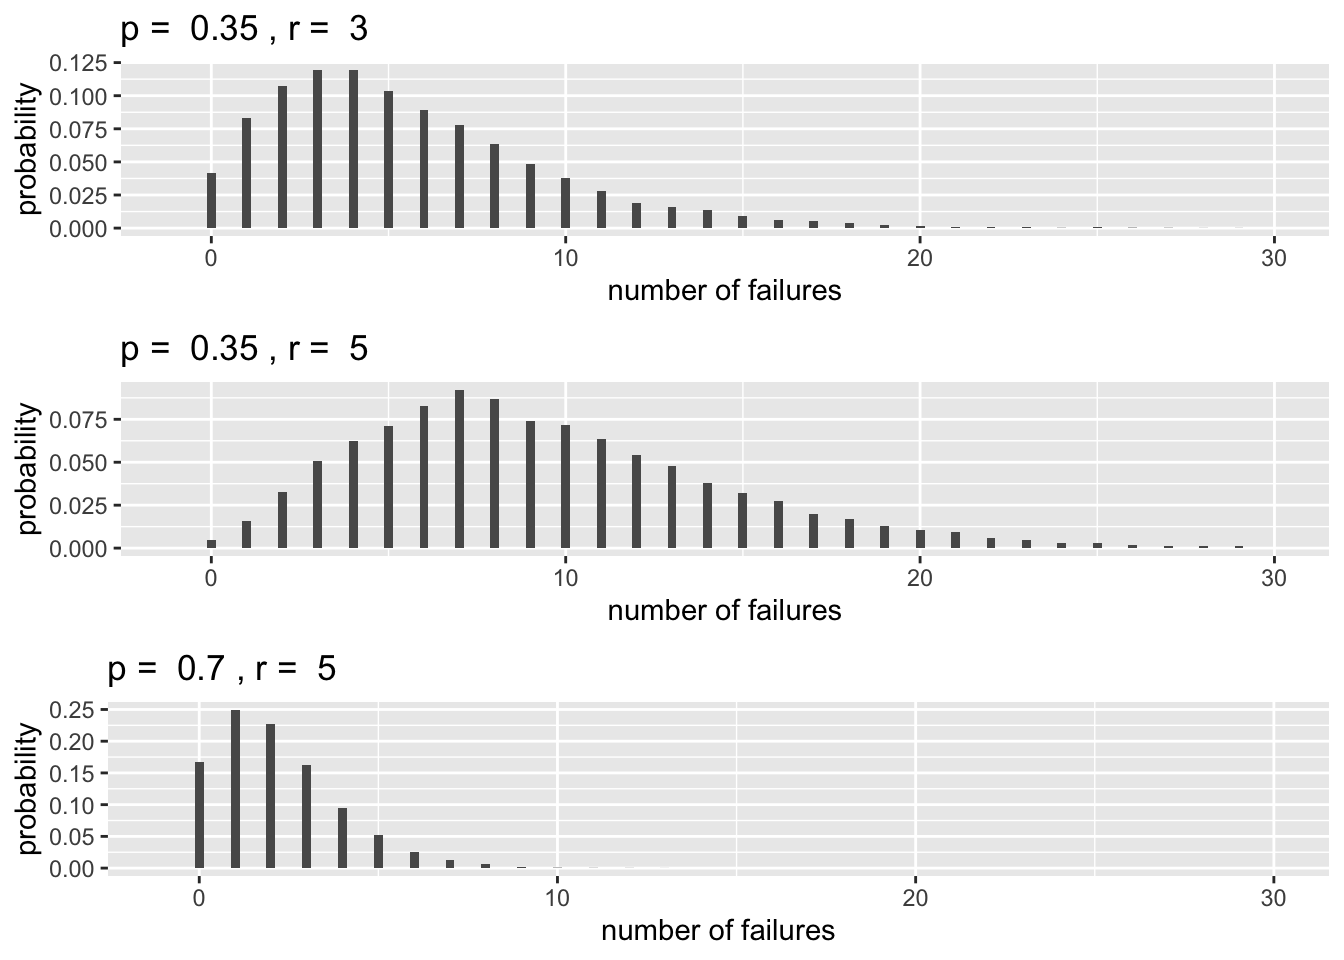 p =  0.35 , r =  3
0.125
0.100
0.075
0.050
0.025
0.000
probability
0 10 20 30
number of failures
p =  0.35 , r =  5
0.075
0.050
0.025
0.000
probability
0 10 20 30
number of failures
p =  0.7 , r =  5
0.25
0.20
0.15
0.10
0.05
0.00
probability
0 10 20 30
number of failures